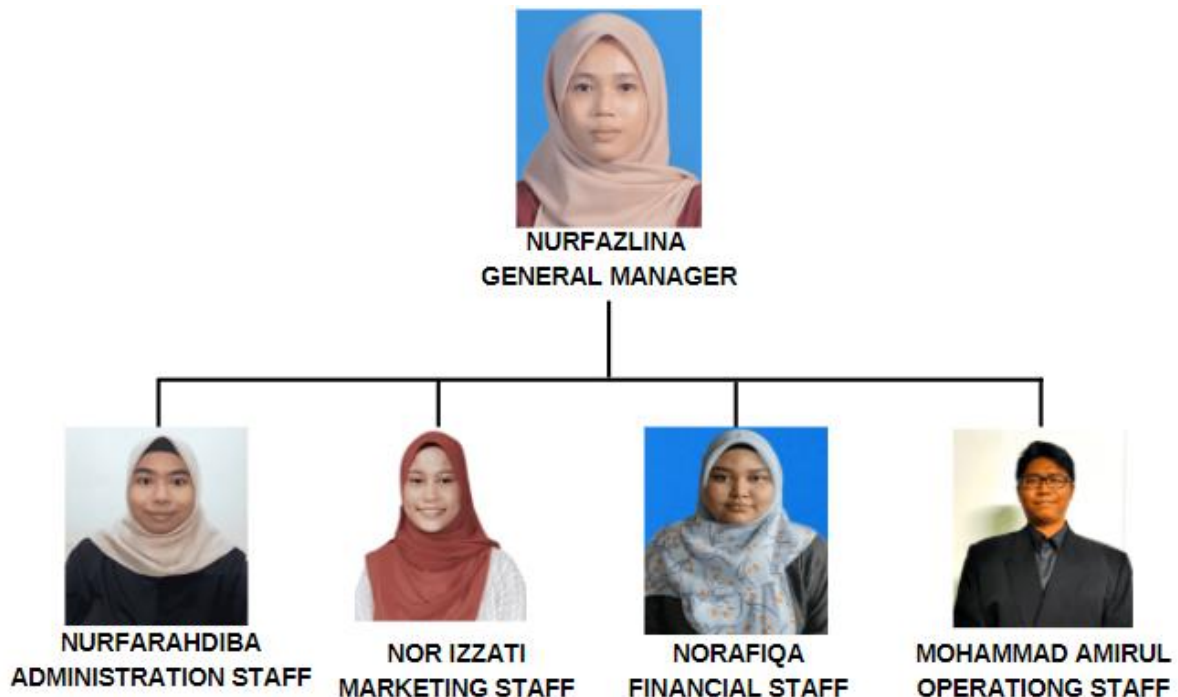 NURFAZLINA
GENERAL MANAGER
NURFARAHDIBA
ADMINISTRATION STAFF
NOR IZZATI
MARKETING STAFF
NORAFIQA
FINANCIAL STAFF
MOHAMMAD AMIRUL
OPERATIONG STAFF